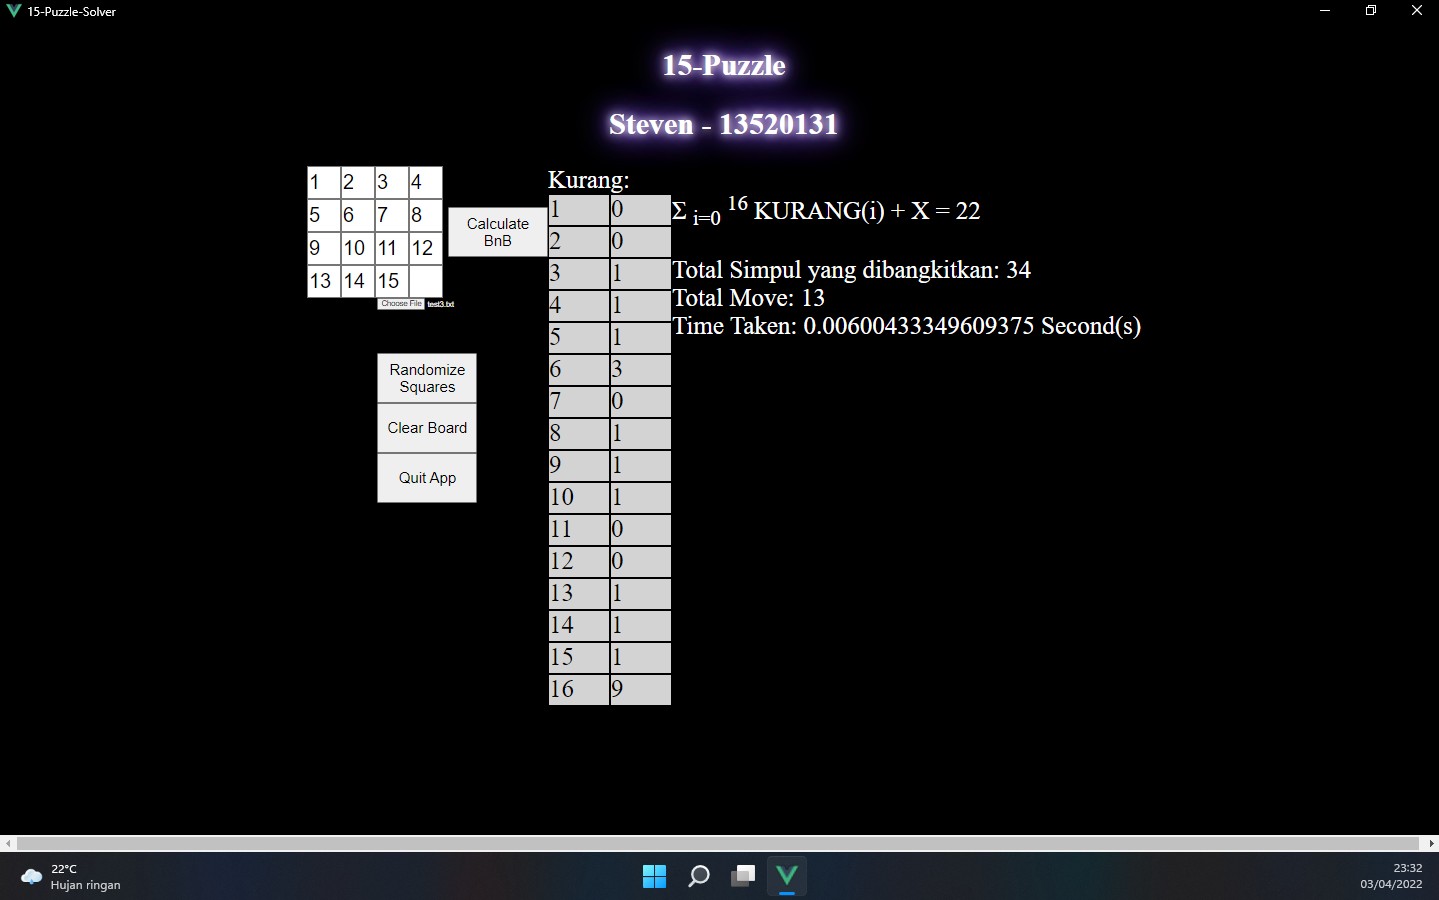 15-Puzzle-Solver
15-Puzzle
Steven - 13520131
1 2 3 4
5 6 7 8
9 10 11 12
13 14 15
Choose File test3.txt
Calculate
BnB
Randomize
Squares
Clear Board
Quit App
Kurang:
1 0
2 0
3 1
4 1
5 1
6 3
7 0
8 1
9 1
10 1
11 0
12 0
13 1
14 1
15 1
16 9
Σ i=0 16 KURANG(i) + X = 22
Total Simpul yang dibangkitkan: 34
Total Move: 13
Time Taken: 0.00600433349609375 Second(s)
22°C
Hujan ringan
23:32
03/04/2022